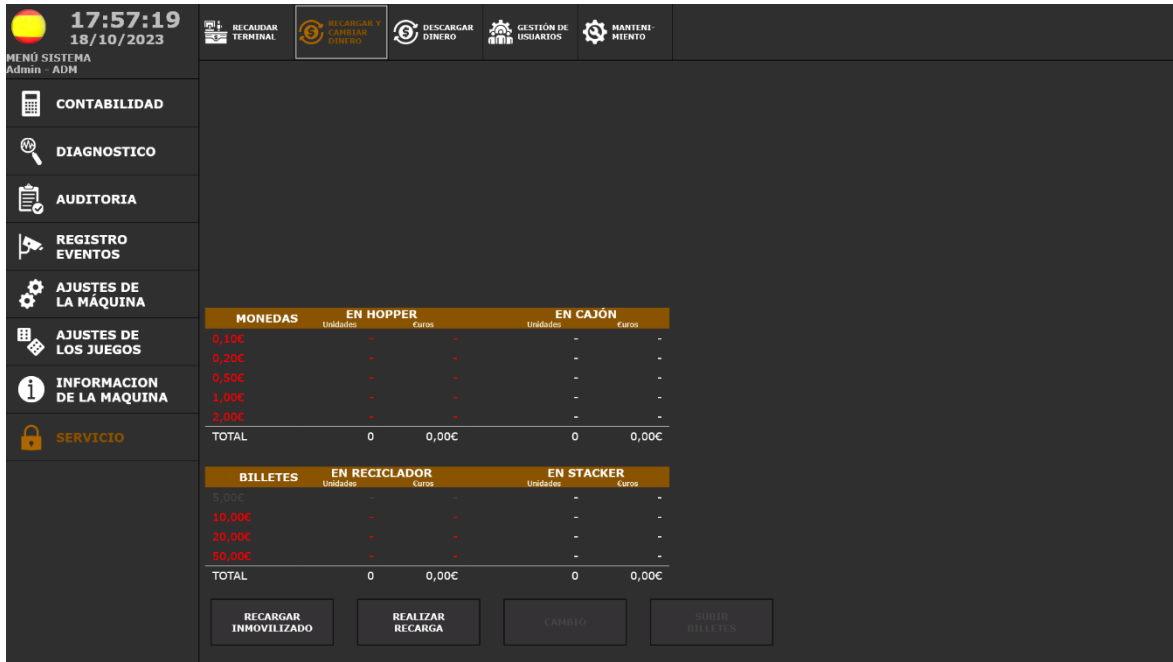 17:57:19
18/10/2023
MENÚ SISTEMA
Admin - ADM
RECAUDAR
TERMINAL
RECARGAR Y
CAMBIAR
DINERO
DESCARGAR
DINERO
GESTIÓN DE
USUARIOS
MANTENI-
MIENTO
CONTABILIDAD
DIAGNOSTICO
AUDITORIA
REGISTRO
EVENTOS
AJUSTES DE
LA MÁQUINA
AJUSTES DE
LOS JUEGOS
INFORMACION
DE LA MAQUINA
SERVICIO
MONEDAS EN HOPPER EN CAJÓN
Unidades €uros Unidades €uros
0,10€ - - - -
0,20€ - - - -
0,50€ - - - -
1,00€ - - - -
2,00€ - - - -
TOTAL 0 0,00€ 0 0,00€
BILLETES EN RECICLADOR EN STACKER
Unidades €uros Unidades €uros
5,00€ - - - -
10,00€ - - - -
20,00€ - - - -
50,00€ - - - -
TOTAL 0 0,00€ 0 0,00€
RECARGAR
INMOVILIZADO
REALIZAR
RECARGA
CAMBIO
SUBIR
BILLETES